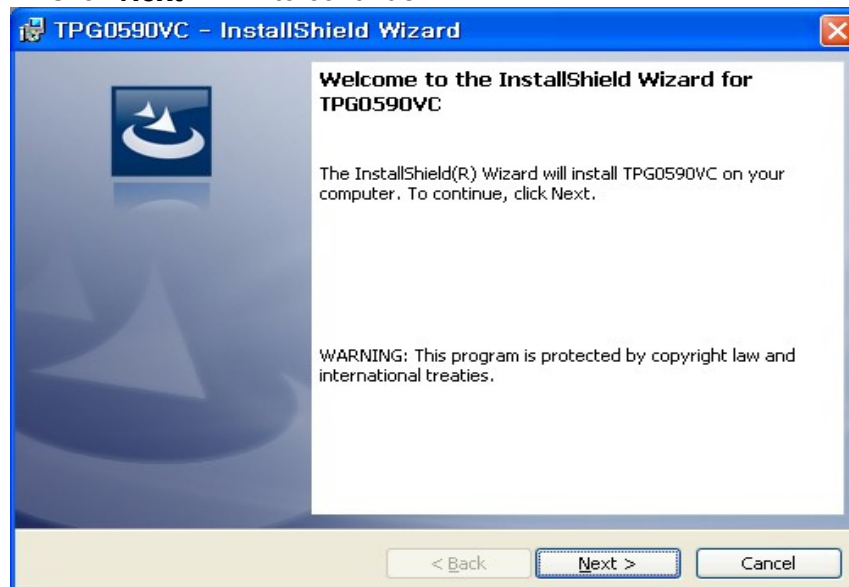 TPG0590VC - InstallShield Wizard
Welcome to the InstallShield Wizard for
TPG0590VC
The InstallShield(R) Wizard will install TPG0590VC on your
computer. To continue, click Next.
WARNING: This program is protected by copyright law and
international treaties.
< Back
Next >
Cancel